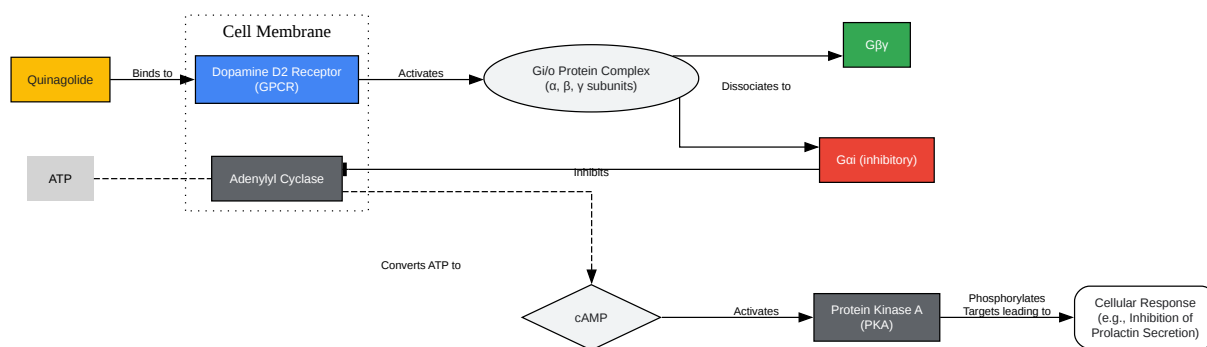 Cell Membrane
Quinagolide
Binds to
Dopamine D2 Receptor
(GPCR)
Activates
Gi/o Protein Complex
(α, β, γ subunits)
Dissociates to
Gβγ
Gαi (inhibitory)
Inhibits
ATP
Adenylyl Cyclase
Converts ATP to
cAMP
Activates
Protein Kinase A
(PKA)
Phosphorylates
Targets leading to
Cellular Response
(e.g., Inhibition of
Prolactin Secretion)